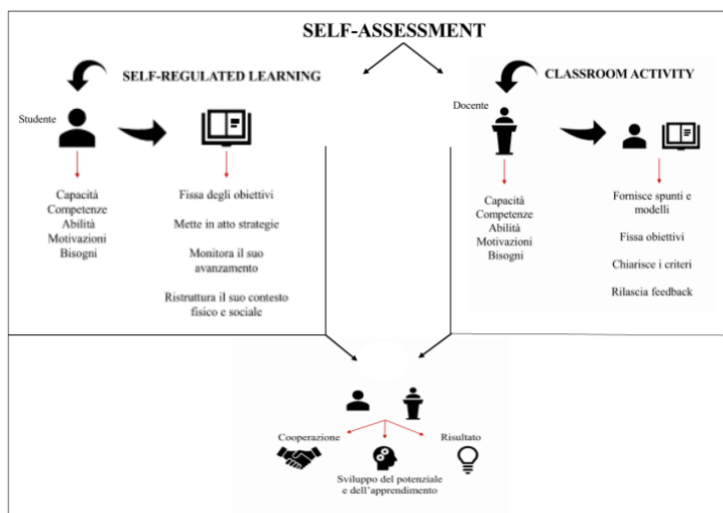 SELF-ASSESSMENT
SELF-REGULATED LEARNING
Studente
Capacità
Competenze
Abilità
Motivazioni
Bisogni
Fissa degli obiettivi
Mette in atto strategie
Monitora il suo
avanzamento
Ristruttura il suo contesto
fisico e sociale
CLASSROOM ACTIVITY
Docente
Capacità
Competenze
Abilità
Motivazioni
Bisogni
Fornisce spunti e
modelli
Fissa obiettivi
Chiarisce i criteri
Rilascia feedback
Cooperazione
Sviluppo del potenziale
e dell'apprendimento
Risultato